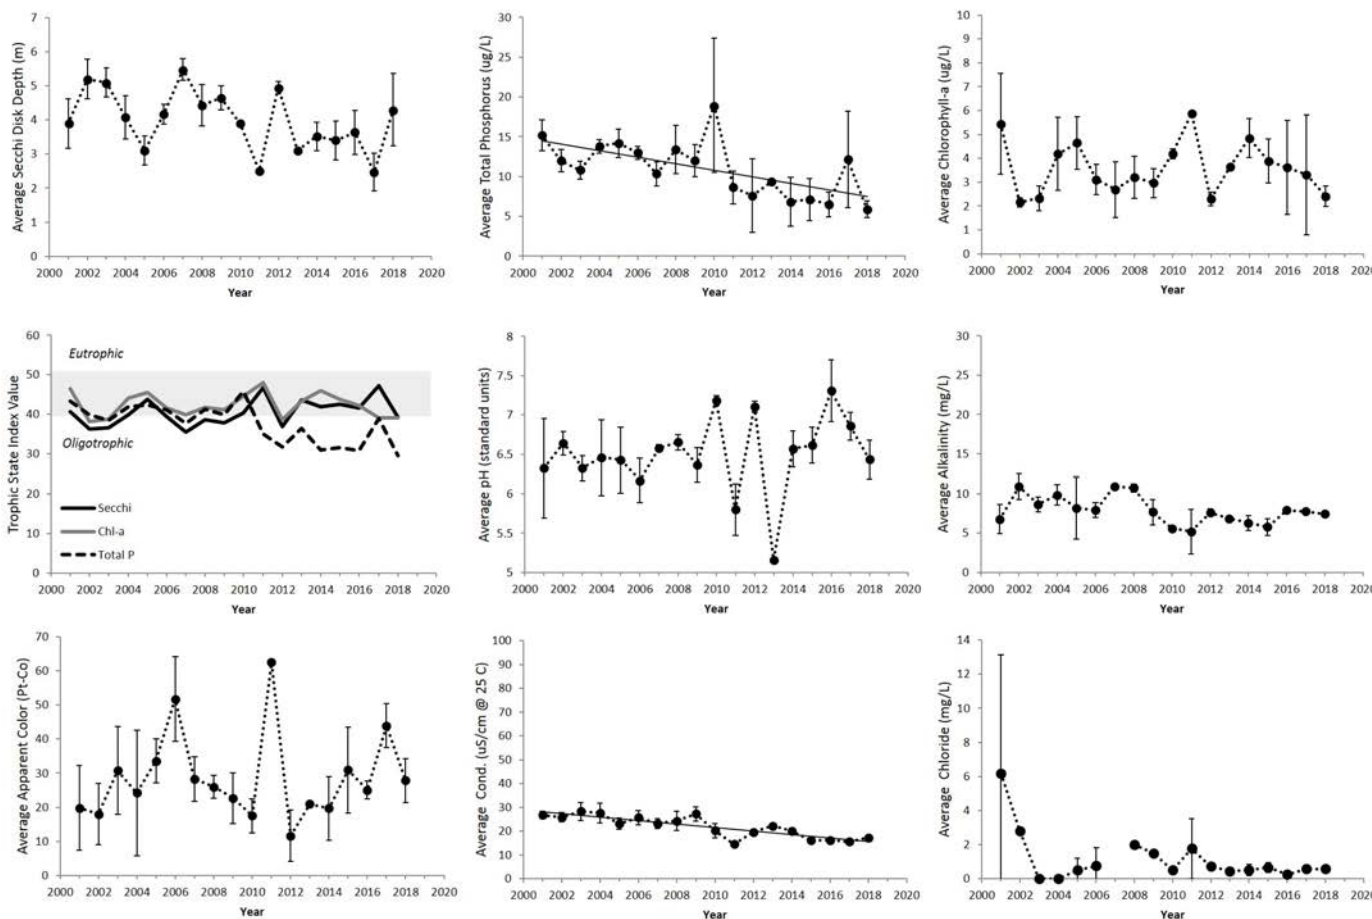 Average Secchi Disk Depth (m)
7
6
5
4
3
2
1
0
2000 2002 2004 2006 2008 2010 2012 2014 2016 2018 2020
Year
Average Total Phosphorus (ug/L)
30
25
20
15
10
5
0
2000 2002 2004 2006 2008 2010 2012 2014 2016 2018 2020
Year
Average Chlorophyll-a (ug/L)
10
9
8
7
6
5
4
3
2
1
0
2000 2002 2004 2006 2008 2010 2012 2014 2016 2018 2020
Year
Trophic State Index Value
60
50
40
30
20
10
0
Eutrophic
Oligotrophic
Secchi
Chl-a
Total P
2000 2002 2004 2006 2008 2010 2012 2014 2016 2018 2020
Year
Average pH (standard units)
8
7.5
7
6.5
6
5.5
5
2000 2002 2004 2006 2008 2010 2012 2014 2016 2018 2020
Year
Average Alkalinity (mg/L)
30
25
20
15
10
5
0
2000 2002 2004 2006 2008 2010 2012 2014 2016 2018 2020
Year
Average Apparent Color (Pt-Co)
70
60
50
40
30
20
10
0
2000 2002 2004 2006 2008 2010 2012 2014 2016 2018 2020
Year
Average Cond. (uS/cm @ 25 C)
100
90
80
70
60
50
40
30
20
10
0
2000 2002 2004 2006 2008 2010 2012 2014 2016 2018 2020
Year
Average Chloride (mg/L)
14
12
10
8
6
4
2
0
2000 2002 2004 2006 2008 2010 2012 2014 2016 2018 2020
Year